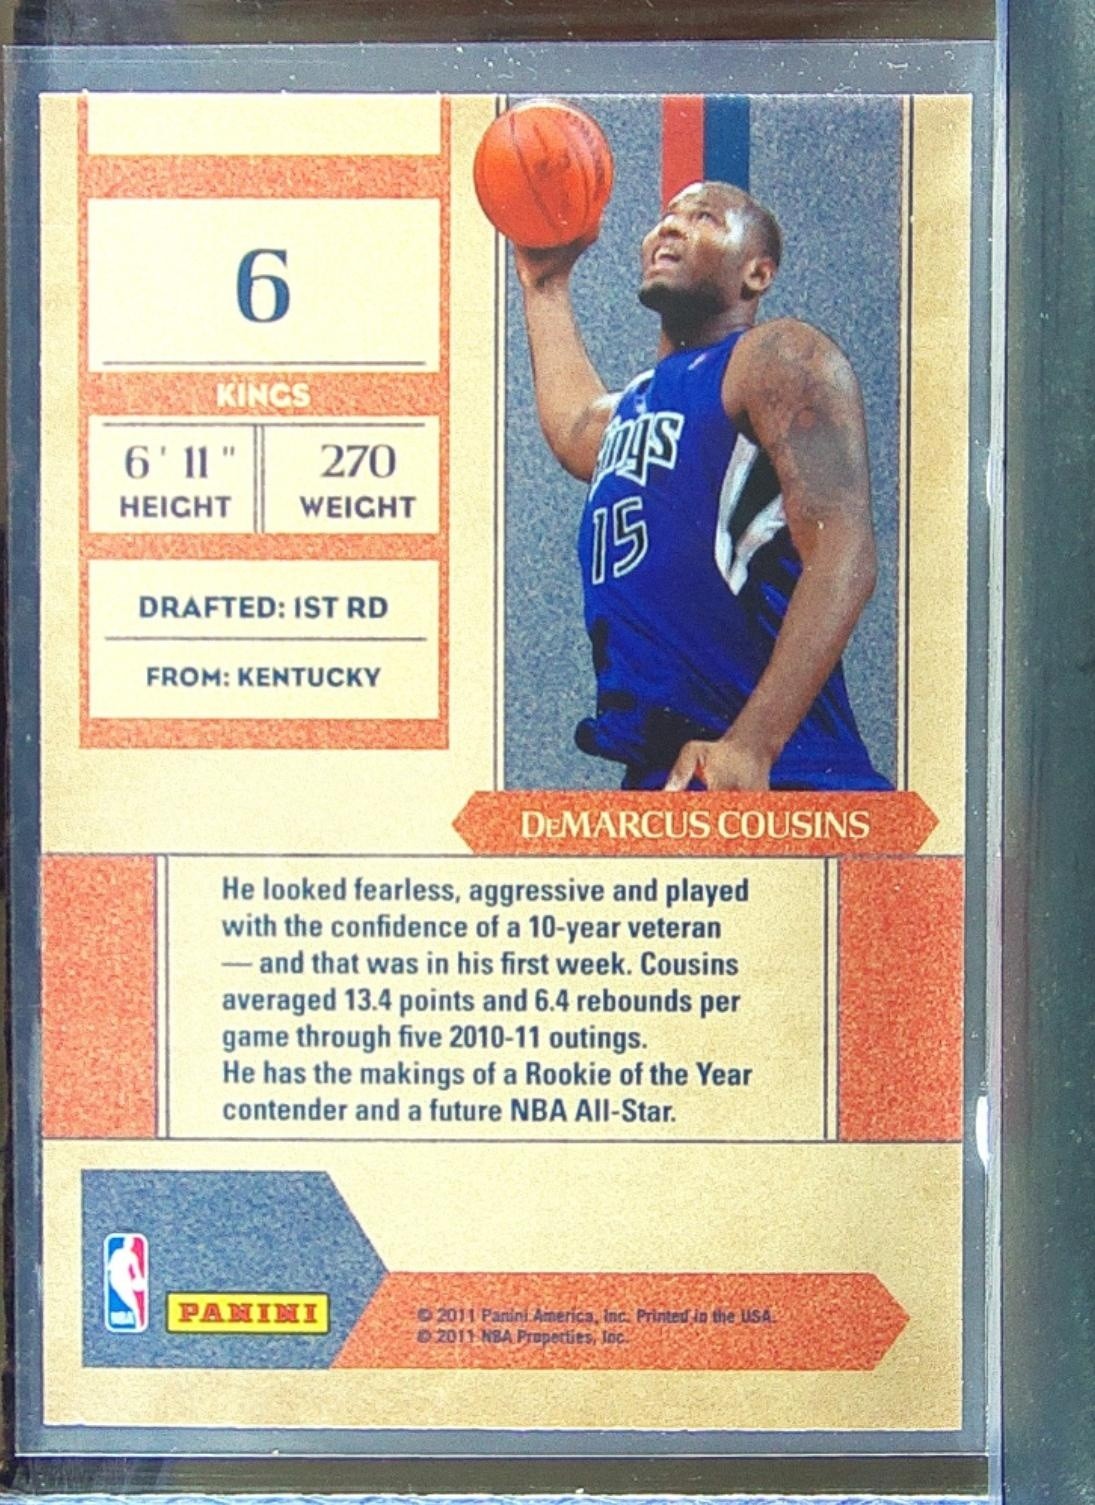 6
KINGS
6 ' 11 "
HEIGHT
270
WEIGHT
DRAFTED: 1ST RD
FROM: KENTUCKY
ings
15
DeMARCUS COUSINS
He looked fearless, aggressive and played
with the confidence of a 10-year veteran
— and that was in his first week. Cousins
averaged 13.4 points and 6.4 rebounds per
game through five 2010-11 outings.
He has the makings of a Rookie of the Year
contender and a future NBA All-Star.
NBA
PANINI
© 2011 Panini America, Inc. Printed in the USA.
© 2011 NBA Properties, Inc.